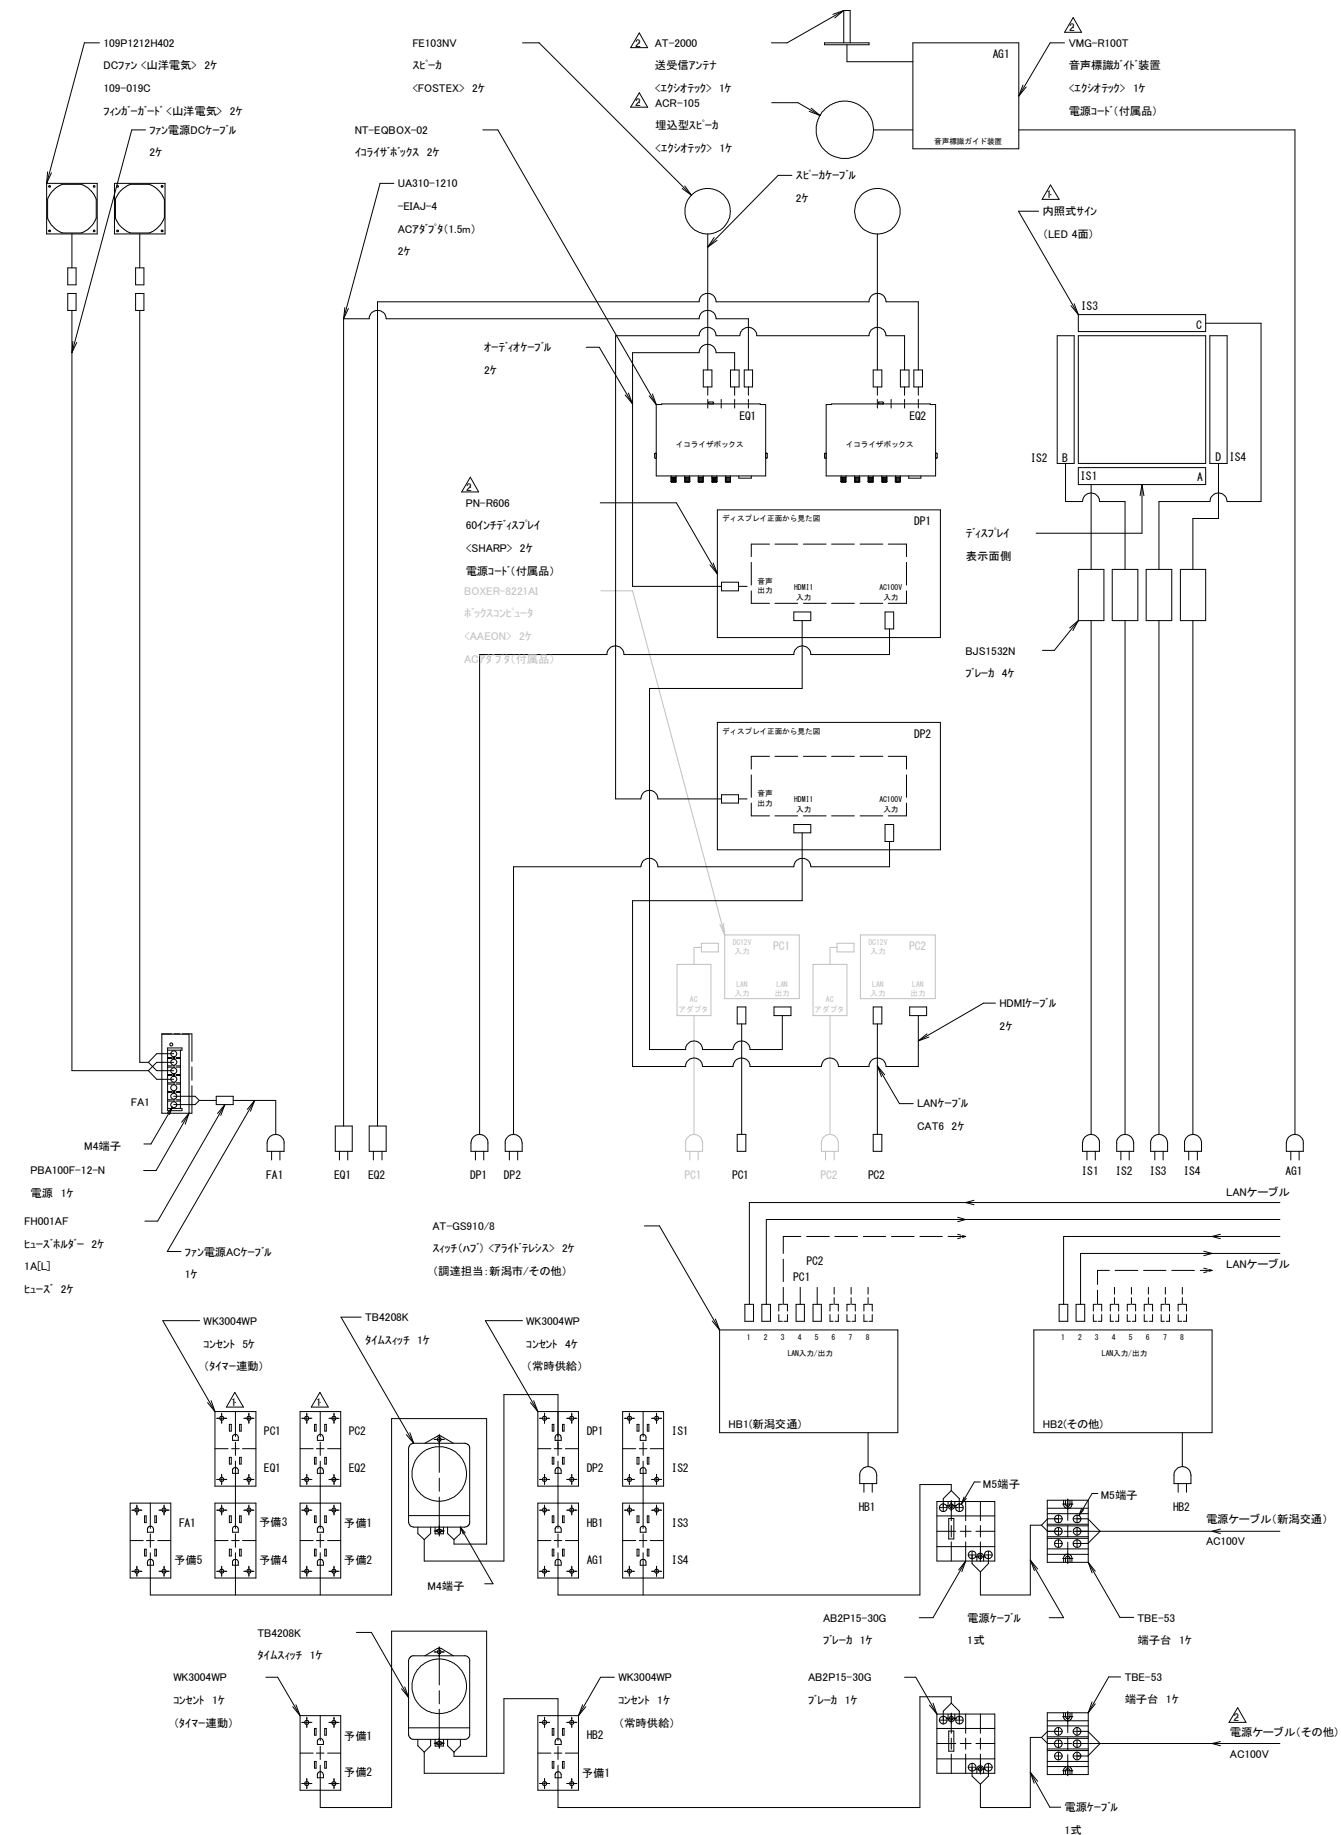 109P1212H402
DCファン <山洋電気> 2ケ
109-019C
フィンガーガード <山洋電気> 2ケ
ファン電源DCケーブル
2ケ
FE103NV
スピーカ
<FOSTEX> 2ケ
NT-EQBOX-02
イコライザボックス 2ケ
UA310-1210
-EIAJ-4
ACアダプタ(1.5m)
2ケ
2 AT-2000
送受信アンテナ
<エクシオテック> 1ケ
2 ACR-105
埋込型スピーカ
<エクシオテック> 1ケ
AG1
音声標識ガイド装置
2
VMG-R100T
音声標識ガイド装置
<エクシオテック> 1ケ
電源コード(付属品)
スピーカケーブル
2ケ
1
内照式サイン
(LED 4面)
IS3
C
IS2 B
D IS4
IS1 A
オーディオケーブル
2ケ
EQ1
イコライザボックス
EQ2
イコライザボックス
2
PN-R606
60インチディスプレイ
<SHARP> 2ケ
電源コード(付属品)
BOXER-8221AI
ボックスコンピュータ
<AAEON> 2ケ
ACアダプタ(付属品)
ディスプレイ正面から見た図 DP1
音声
出力
HDMI1
入力
AC100V
入力
ディスプレイ
表示面側
BJS1532N
ブレーカ 4ケ
ディスプレイ正面から見た図 DP2
音声
出力
HDMI1
入力
AC100V
入力
DC12V
入力
PC1
LAN
入力
LAN
出力
AC
アダプタ
DC12V
入力
PC2
LAN
入力
LAN
出力
AC
アダプタ
HDMIケーブル
2ケ
LANケーブル
CAT6 2ケ
FA1
M4端子
PBA100F-12-N
電源 1ケ
FH001AF
ヒューズホルダー 2ケ
1A[L]
ヒューズ 2ケ
ファン電源ACケーブル
1ケ
FA1 EQ1 EQ2 DP1 DP2 PC1 PC1 PC2 PC2 IS1 IS2 IS3 IS4 AG1
AT-GS910/8
スイッチ(ハブ) <アライドテレシス> 2ケ
(調達担当:新潟市/その他)
LANケーブル
LANケーブル
PC2
PC1
1 2 3 4 5 6 7 8
LAN入力/出力
HB1(新潟交通)
HB1
1 2 3 4 5 6 7 8
LAN入力/出力
HB2(その他)
HB2
WK3004WP
コンセント 5ケ
(タイマー連動)
TB4208K
タイムスイッチ 1ケ
WK3004WP
コンセント 4ケ
(常時供給)
1
1
PC1
EQ1
PC2
EQ2
FA1
予備5
予備3
予備4
予備1
予備2
M4端子
DP1
DP2
IS1
IS2
HB1
AG1
IS3
IS4
M5端子
M5端子
電源ケーブル(新潟交通)
AC100V
AB2P15-30G
ブレーカ 1ケ
電源ケーブル
1式
TBE-53
端子台 1ケ
TB4208K
タイムスイッチ 1ケ
WK3004WP
コンセント 1ケ
(タイマー連動)
予備1
予備2
WK3004WP
コンセント 1ケ
(常時供給)
HB2
予備1
AB2P15-30G
ブレーカ 1ケ
TBE-53
端子台 1ケ
2
電源ケーブル(その他)
AC100V
電源ケーブル
1式